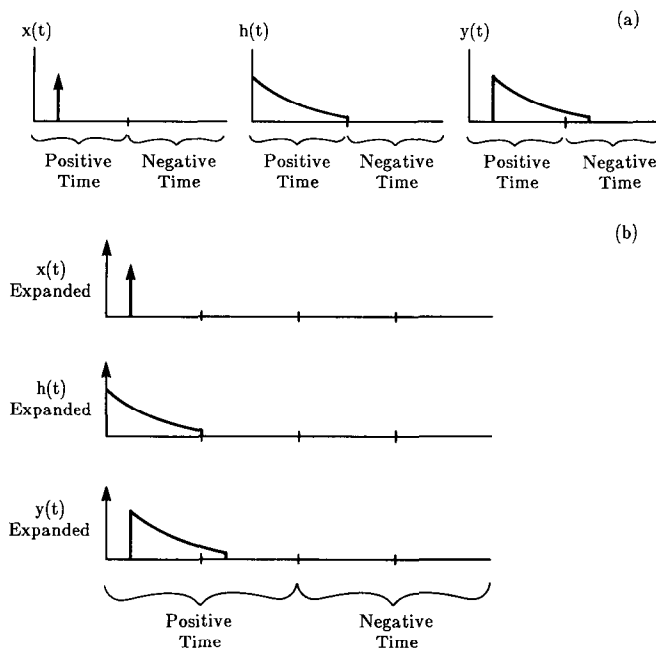 (a)
x(t)
h(t)
y(t)
Positive Time
Negative Time
Positive Time
Negative Time
Positive Time
Negative Time
(b)
x(t)
Expanded
h(t)
Expanded
y(t)
Expanded
Positive
Time
Negative
Time